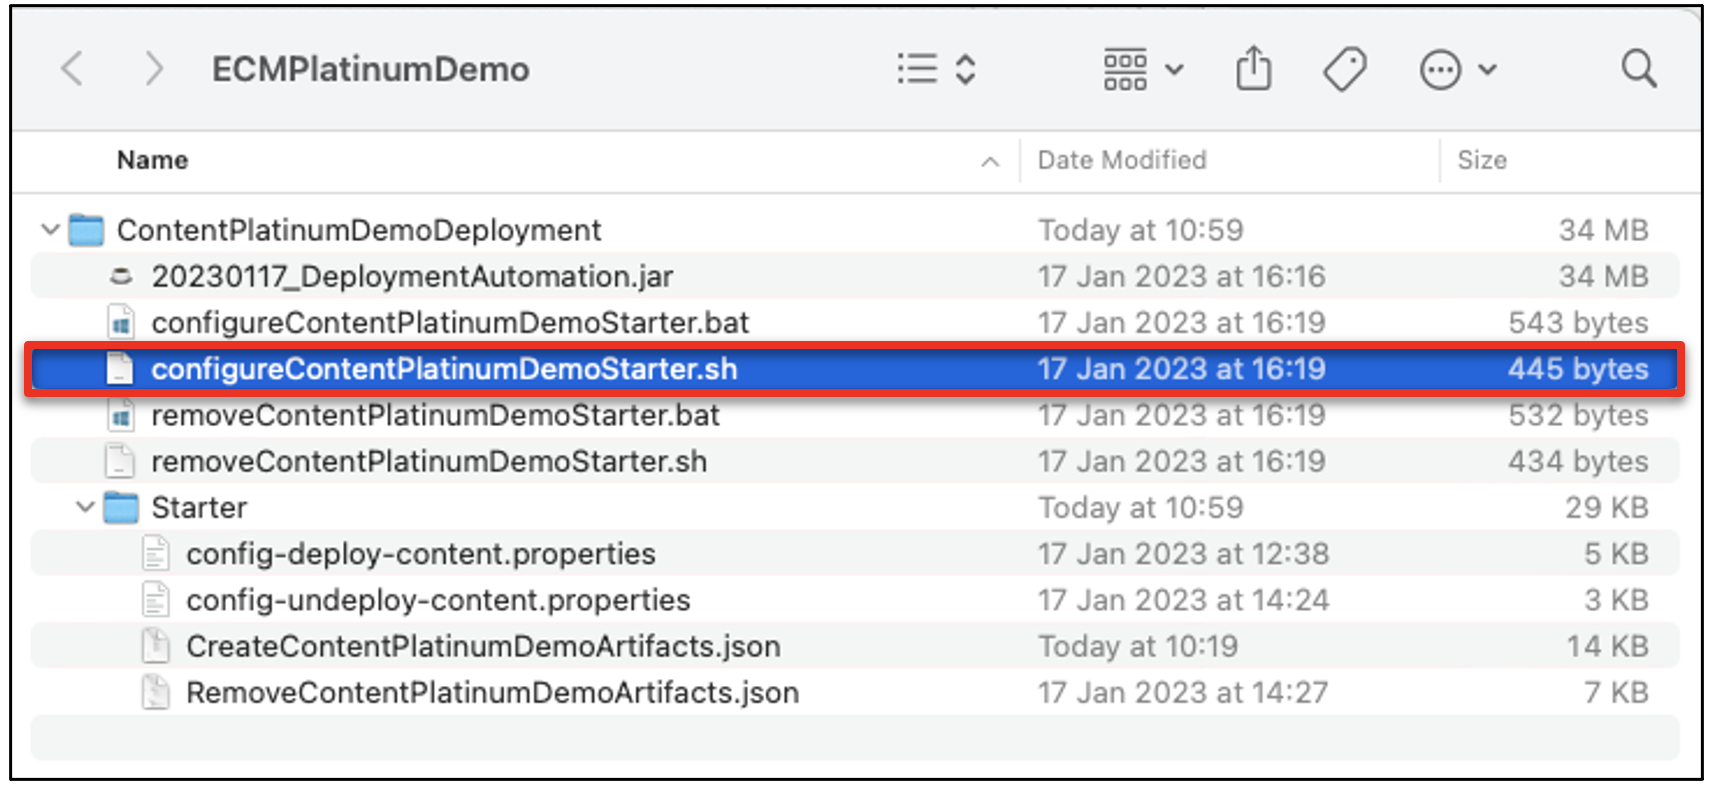 ECMPlatinumDemo
Name Date Modified Size
ContentPlatinumDemoDeployment Today at 10:59 34 MB
20230117_DeploymentAutomation.jar 17 Jan 2023 at 16:16 34 MB
configureContentPlatinumDemoStarter.bat 17 Jan 2023 at 16:19 543 bytes
configureContentPlatinumDemoStarter.sh 17 Jan 2023 at 16:19 445 bytes
removeContentPlatinumDemoStarter.bat 17 Jan 2023 at 16:19 532 bytes
removeContentPlatinumDemoStarter.sh 17 Jan 2023 at 16:19 434 bytes
Starter Today at 10:59 29 KB
config-deploy-content.properties 17 Jan 2023 at 12:38 5 KB
config-undeploy-content.properties 17 Jan 2023 at 14:24 3 KB
CreateContentPlatinumDemoArtifacts.json Today at 10:19 14 KB
RemoveContentPlatinumDemoArtifacts.json 17 Jan 2023 at 14:27 7 KB